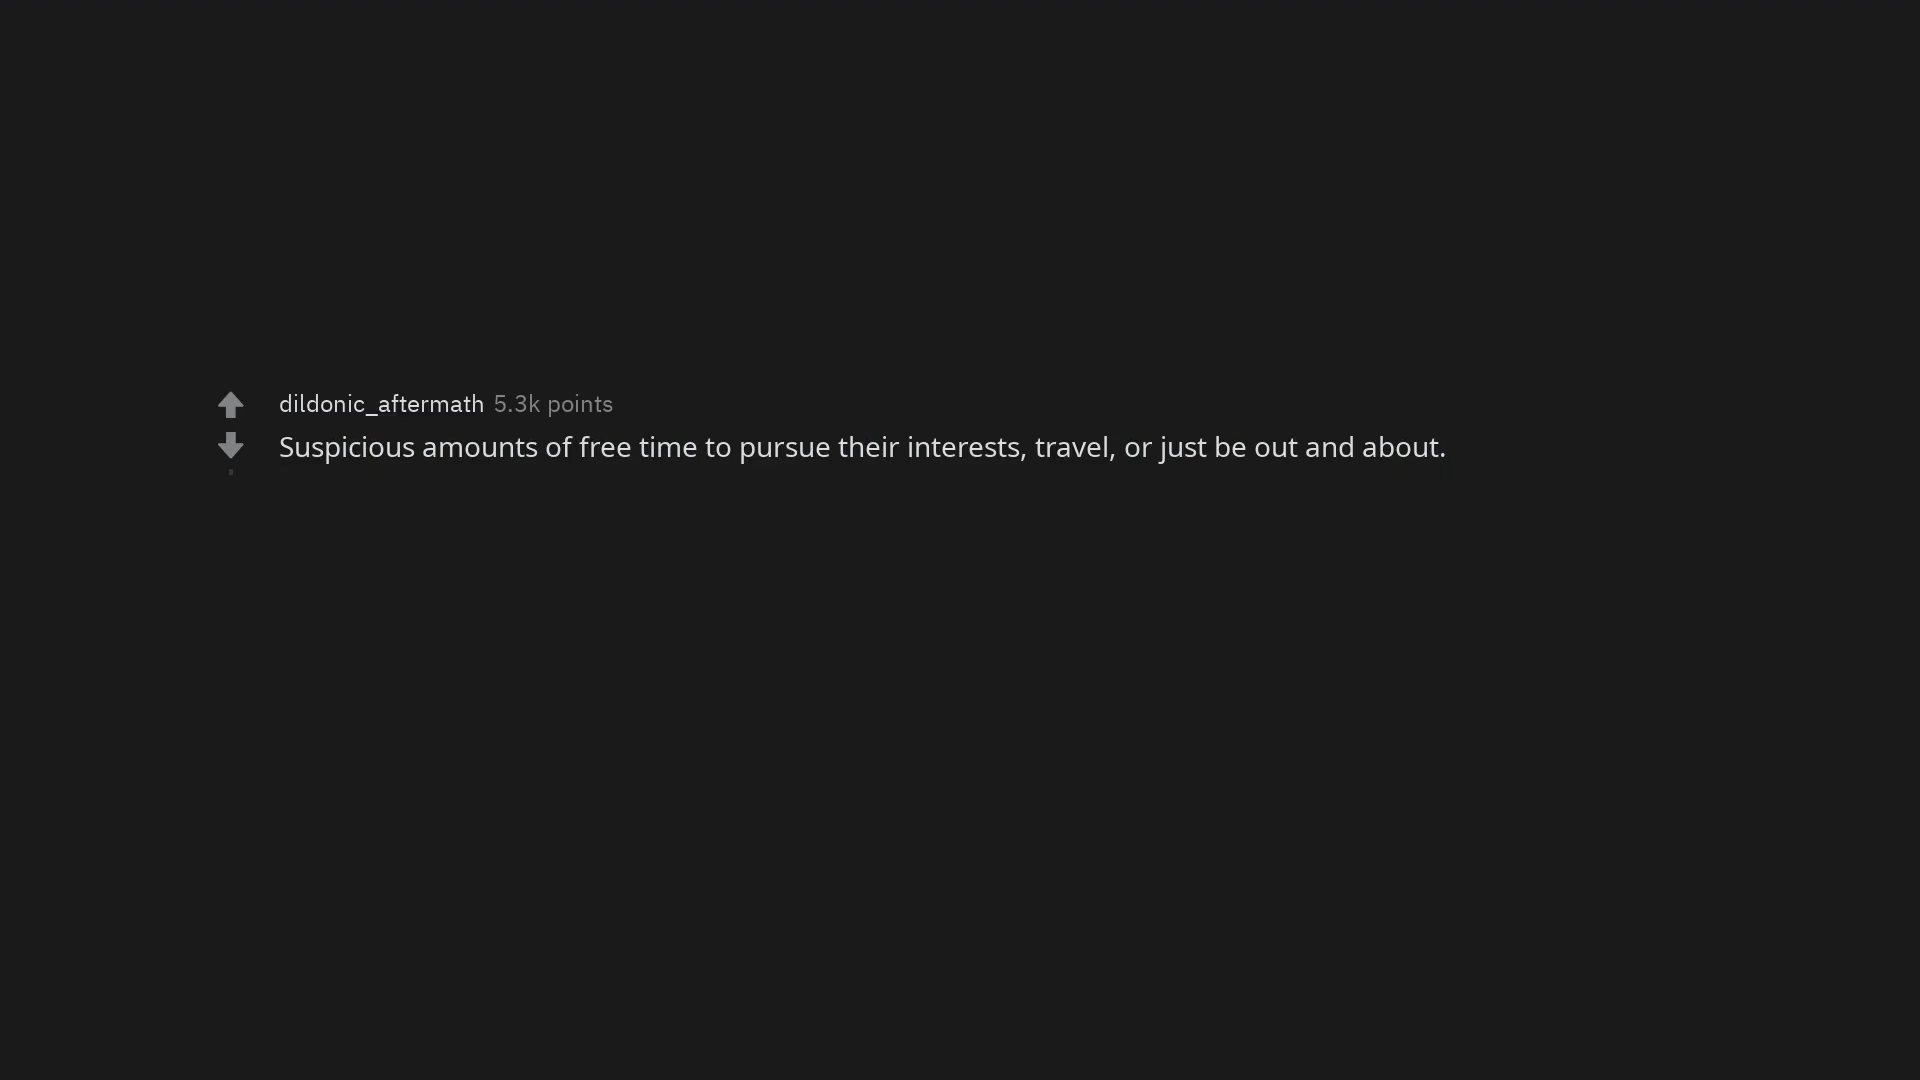 dildonic_aftermath 5.3k points
Suspicious amounts of free time to pursue their interests, travel, or just be out and about.